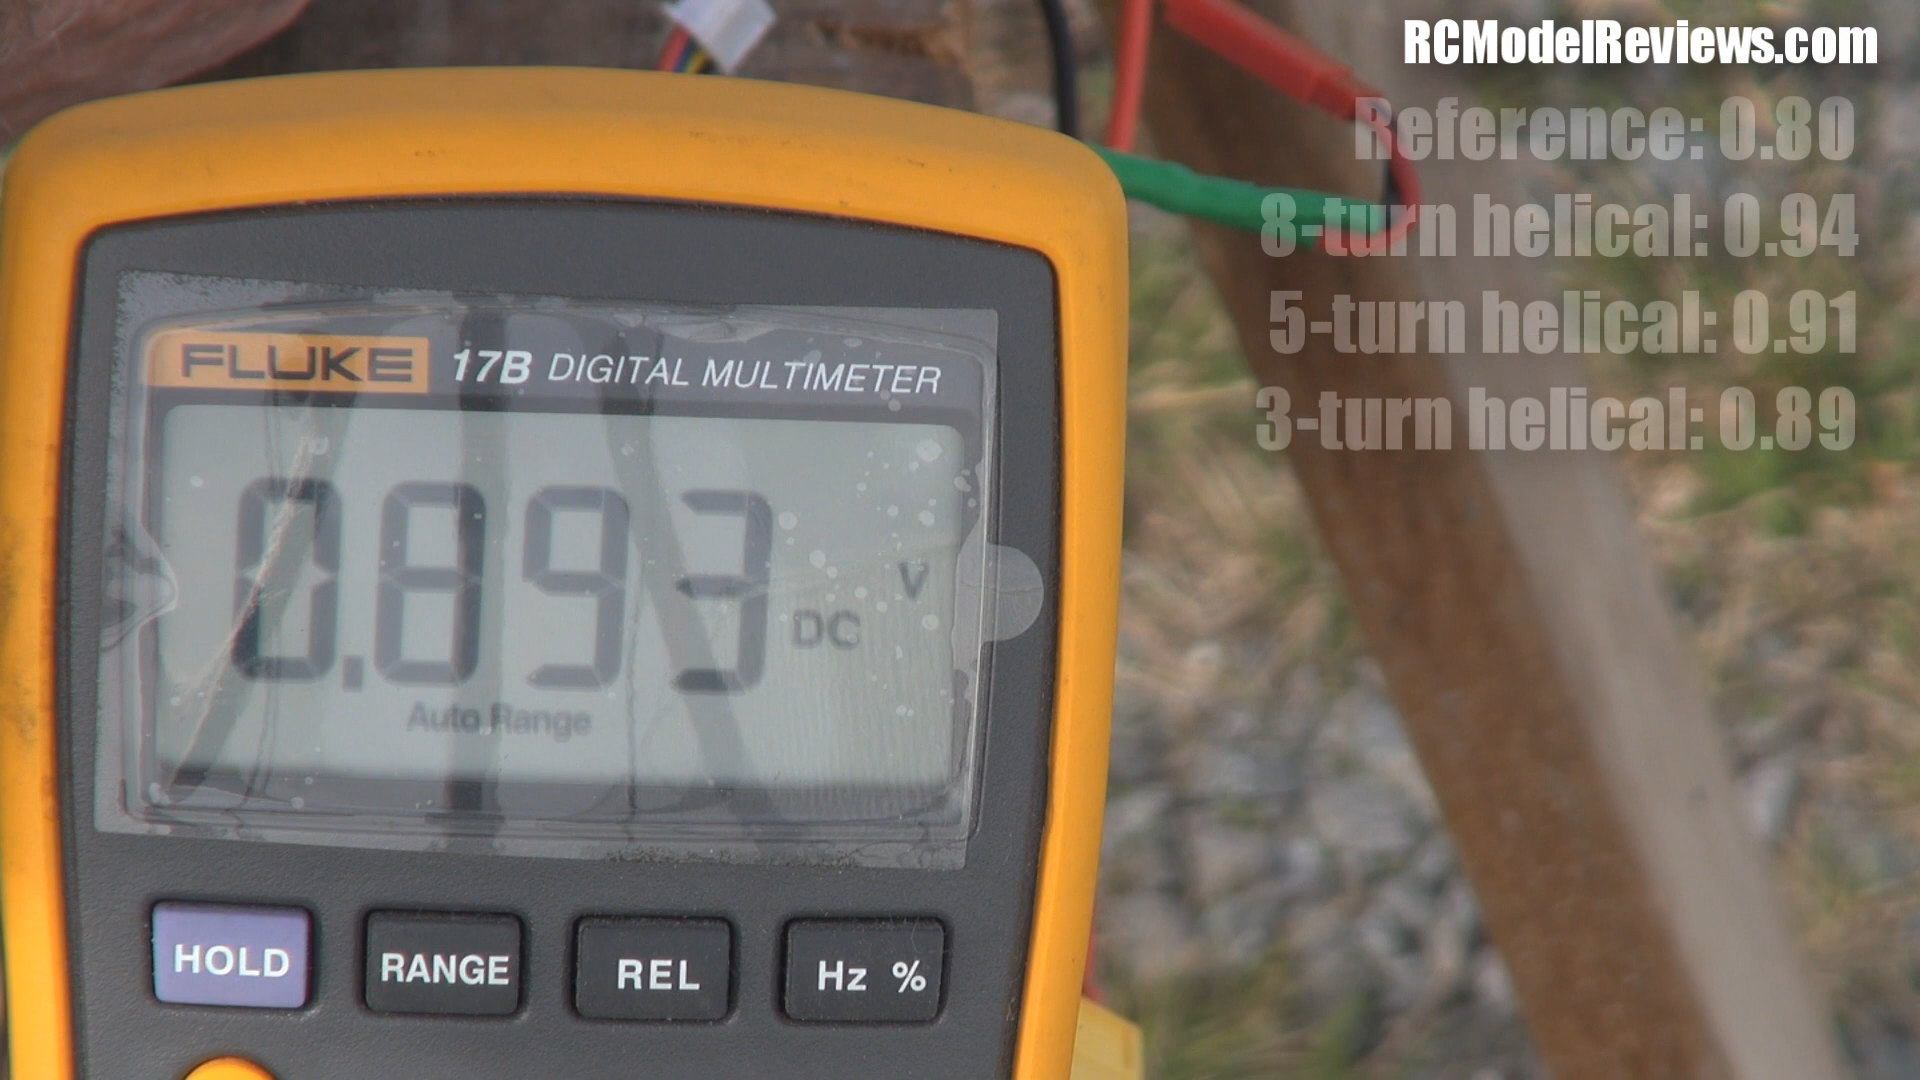 RCModelReviews.com
Reference: 0.80
8-turn helical: 0.94
5-turn helical: 0.91
3-turn helical: 0.89
FLUKE 17B DIGITAL MULTIMETER
0.893 DC V
Auto Range
HOLD RANGE REL Hz %